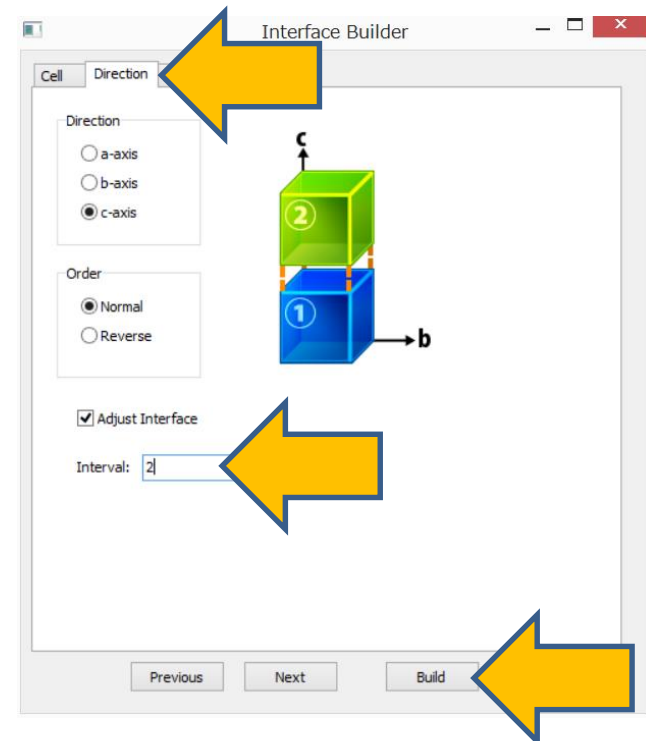 Interface Builder
Cell Direction
Direction
a-axis
b-axis
c-axis
c
2
1
b
Order
Normal
Reverse
Adjust Interface
Interval: 2
Previous Next Build